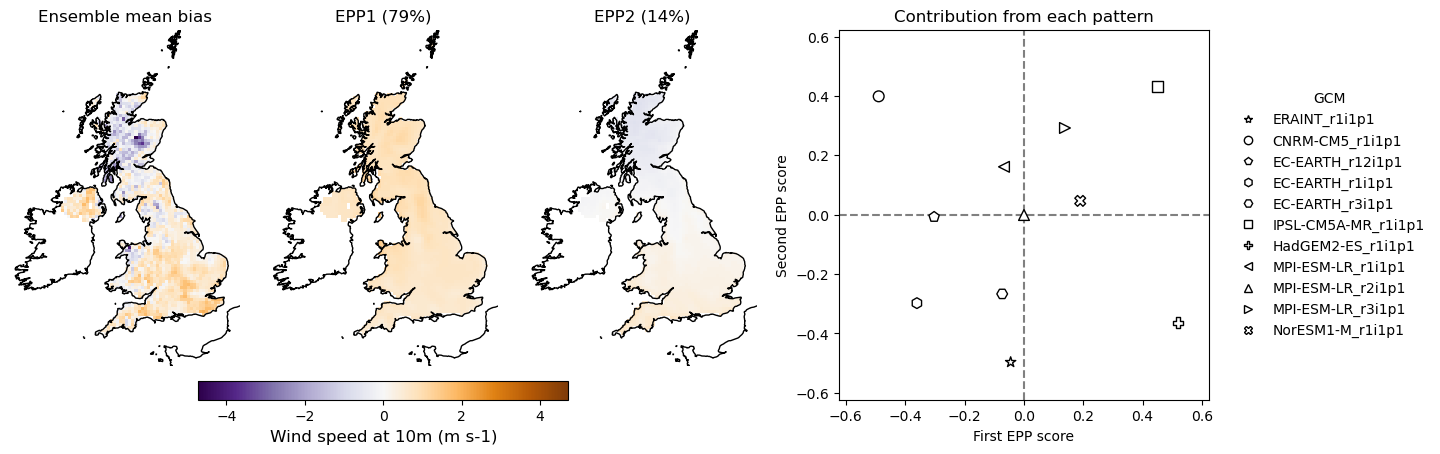 Ensemble mean bias
EPP1 (79%)
EPP2 (14%)
Contribution from each pattern
−4
−2
0
2
4
Wind speed at 10m (m s-1)
Second EPP score
0.6
0.4
0.2
0.0
−0.2
−0.4
−0.6
−0.6
−0.4
−0.2
0.0
0.2
0.4
0.6
First EPP score
GCM
ERAINT_r1i1p1
CNRM-CM5_r1i1p1
EC-EARTH_r12i1p1
EC-EARTH_r1i1p1
EC-EARTH_r3i1p1
IPSL-CM5A-MR_r1i1p1
HadGEM2-ES_r1i1p1
MPI-ESM-LR_r1i1p1
MPI-ESM-LR_r2i1p1
MPI-ESM-LR_r3i1p1
NorESM1-M_r1i1p1